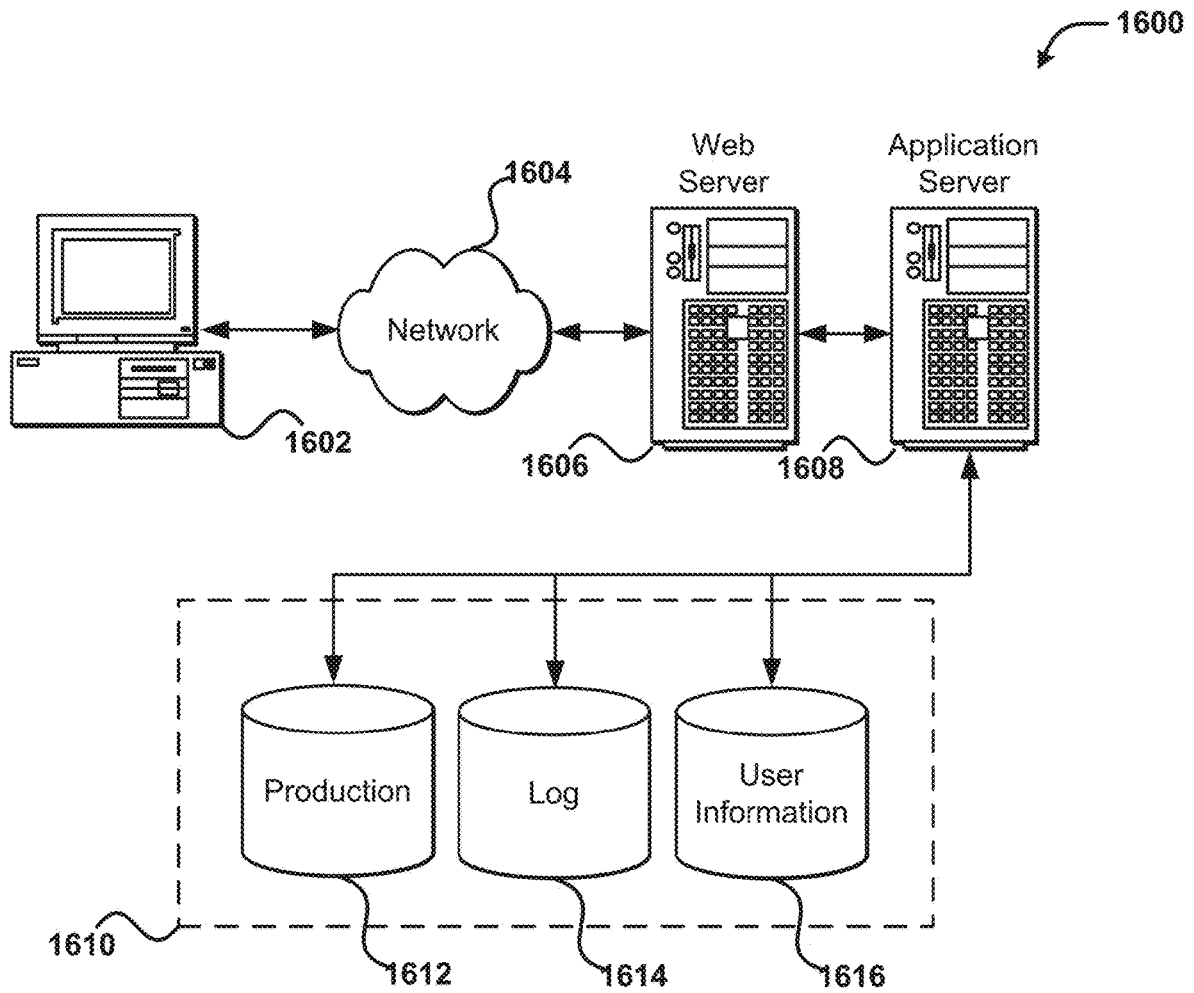 1600
Web
Server
Application
Server
1604
Network
1602
1606
1608
Production
Log
User
Information
1610
1612
1614
1616